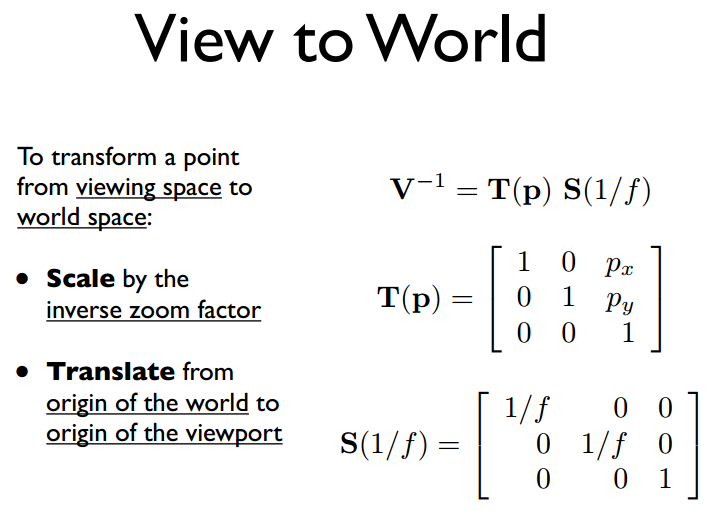 View to World
To transform a point
from viewing space to
world space:
• Scale by the
inverse zoom factor
• Translate from
origin of the world to
origin of the viewport
V⁻¹ = T(p) S(1/f)
T(p) = [ 1 0 pₓ
0 1 p_y
0 0 1 ]
S(1/f) = [ 1/f 0 0
0 1/f 0
0 0 1 ]